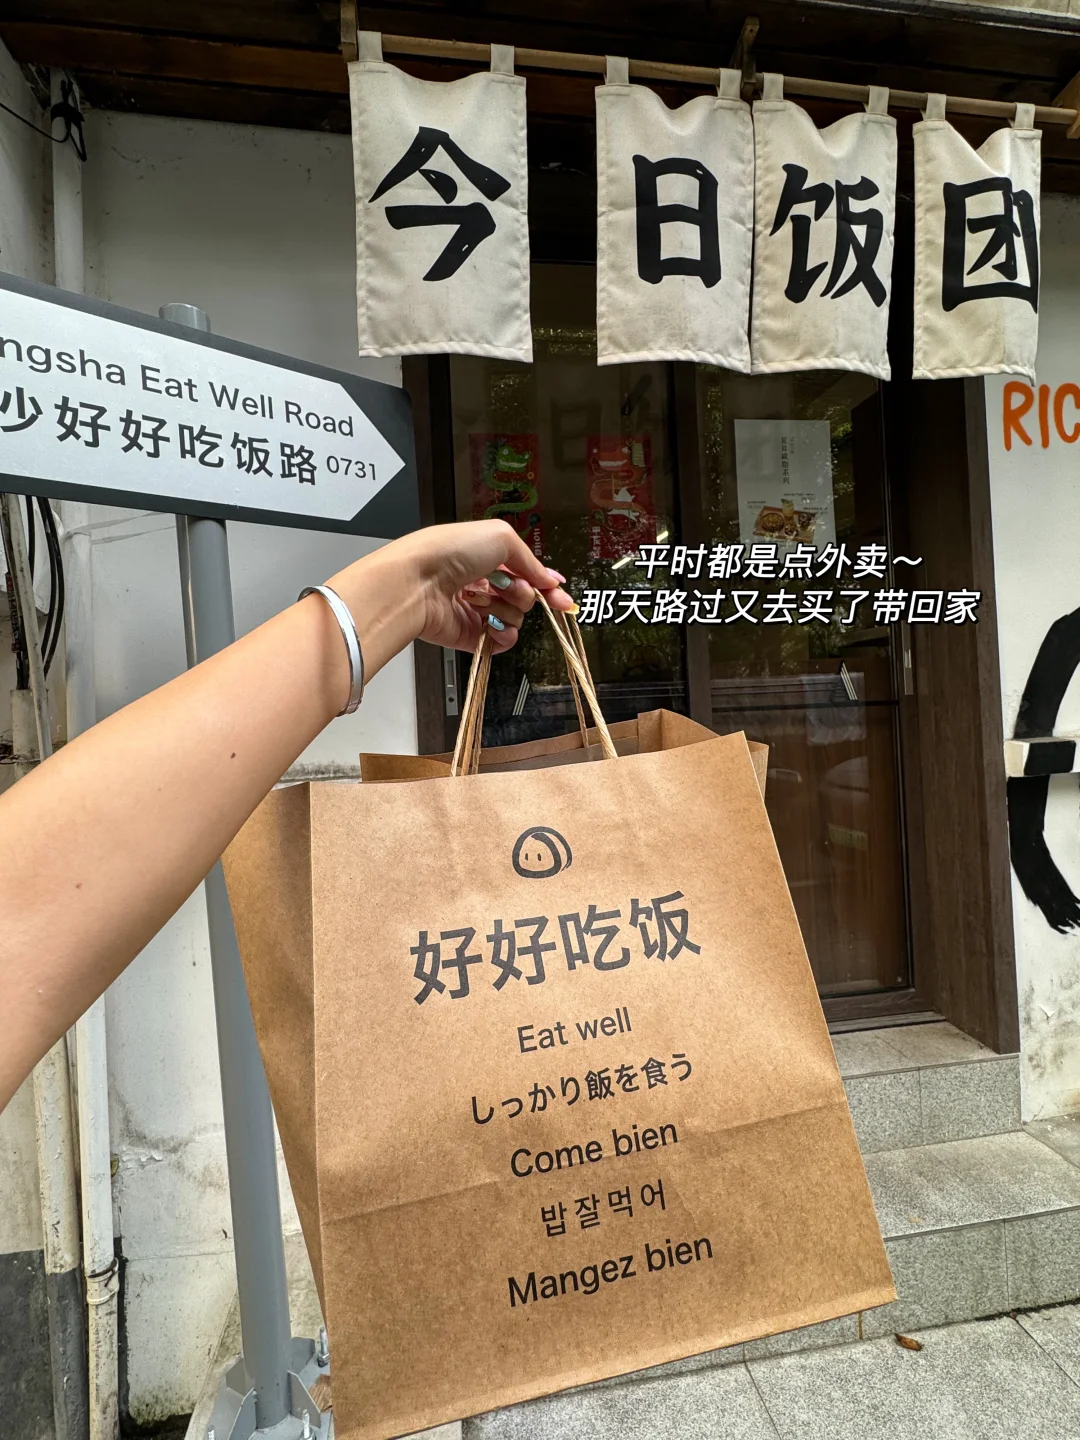 今日饭团
ngsha Eat Well Road
沙好好吃饭路 0731
RIC
平时都是点外卖～
那天路过又去买了带回家
好好吃饭
Eat well
しっかり飯を食う
Come bien
밥잘먹어
Mangez bien